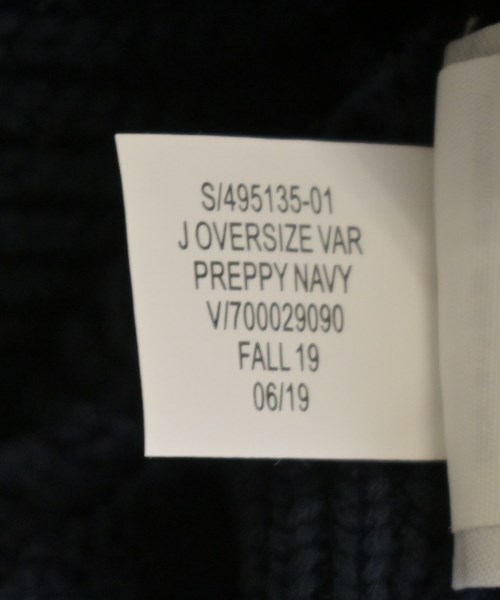 S/495135-01
J OVERSIZE VAR
PREPPY NAVY
V/700029090
FALL 19
06/19